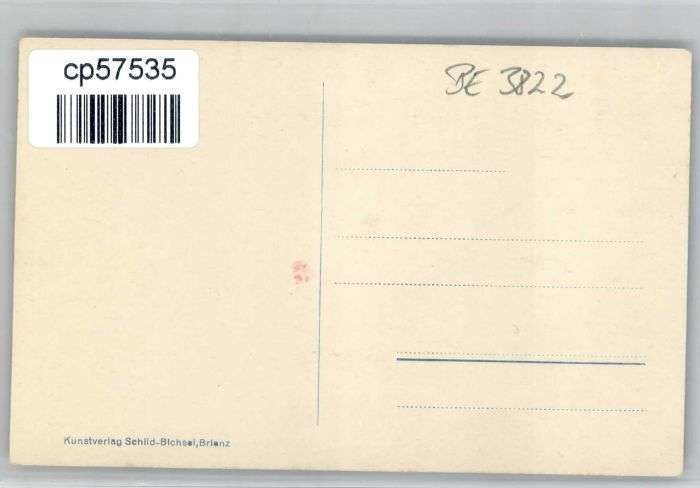 cp57535
BE 3822
Kunstverlag Schild-Bichsel, Brienz